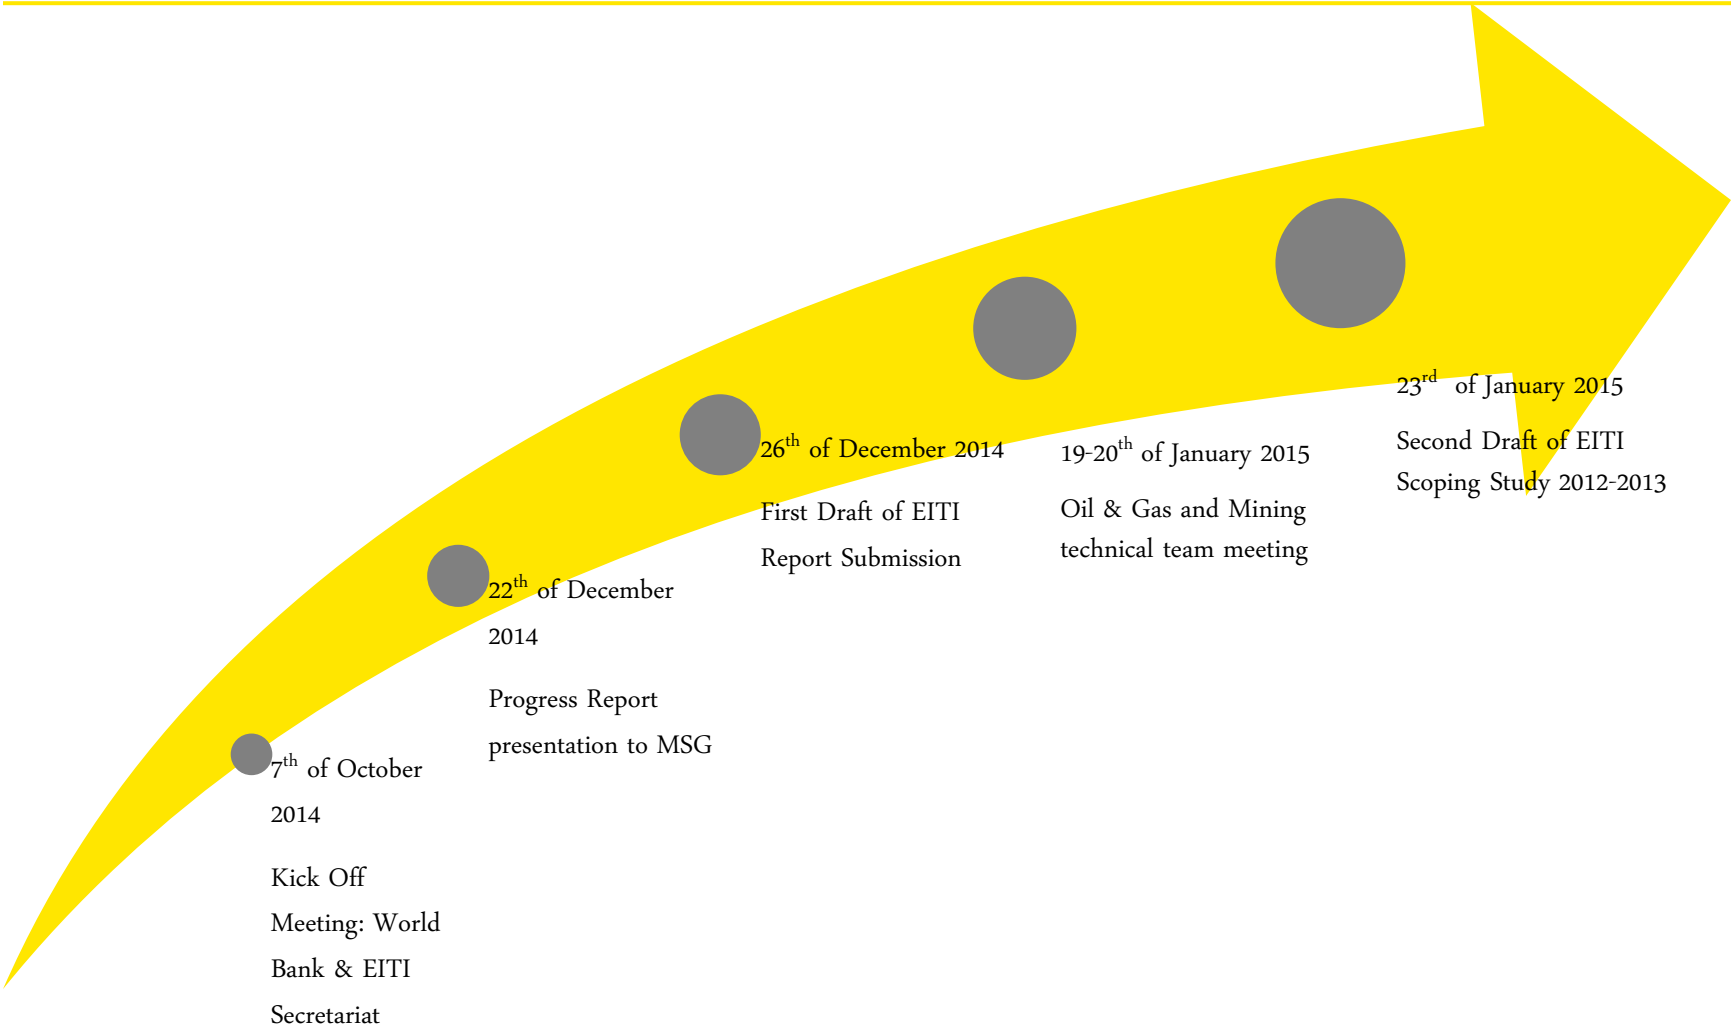 7th of October
2014
Kick Off
Meeting: World
Bank & EITI
Secretariat
22th of December
2014
Progress Report
presentation to MSG
26th of December 2014
First Draft of EITI
Report Submission
19-20th of January 2015
Oil & Gas and Mining
technical team meeting
23rd of January 2015
Second Draft of EITI
Scoping Study 2012-2013